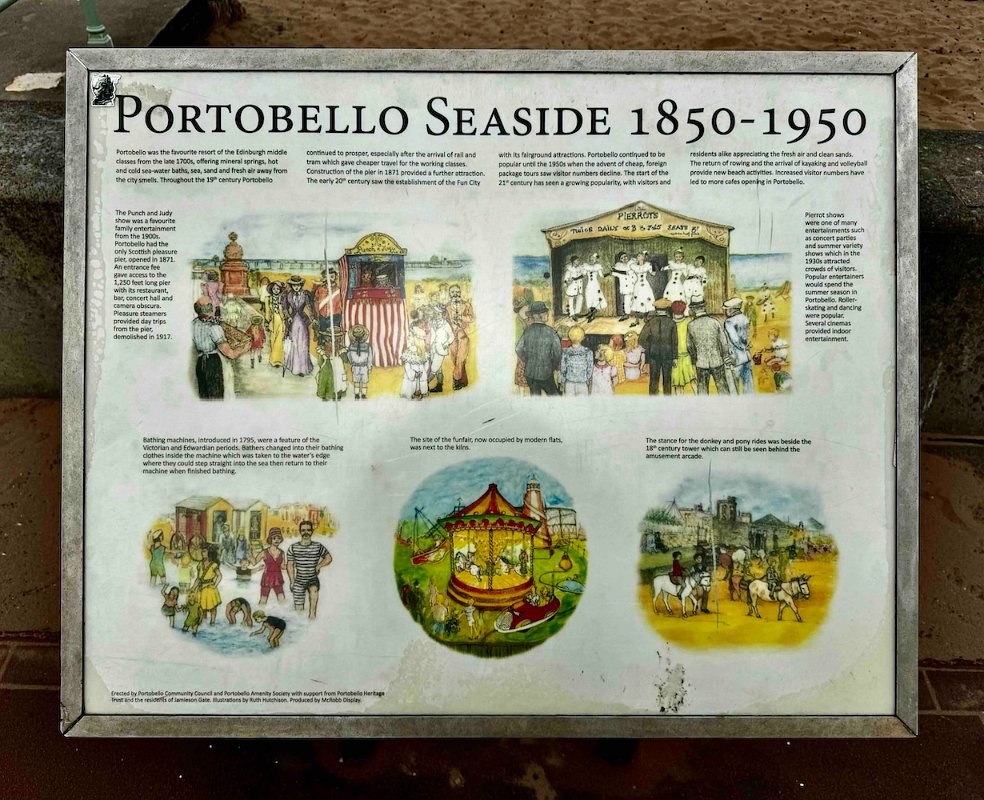 PORTOBELLO SEASIDE 1850-1950
Portobello was the favourite resort of the Edinburgh middle
classes from the late 1700s, offering mineral springs, hot
and cold sea-water baths, sea, sand and fresh air away from
the city smells. Throughout the 19th century Portobello
continued to prosper, especially after the arrival of rail and
tram which gave cheaper travel for the working classes.
Construction of the pier in 1871 provided a further attraction.
The early 20th century saw the establishment of the Fun City
with its fairground attractions. Portobello continued to be
popular until the 1950s when the advent of cheap, foreign
package tours saw visitor numbers decline. The start of the
21st century has seen a growing popularity, with visitors and
residents alike appreciating the fresh air and clean sands.
The return of rowing and the arrival of kayaking and volleyball
provide new beach activities. Increased visitor numbers have
led to more cafes opening in Portobello.
The Punch and Judy
show was a favourite
family entertainment
from the 1900s.
Portobello had the
only Scottish pleasure
pier, opened in 1871.
An entrance fee
gave access to the
1,250 feet long pier
with its restaurant,
bar, concert hall and
camera obscura.
Pleasure steamers
provided day trips
from the pier,
demolished in 1917.
PIERROTS
TWICE DAILY at 3 & 7.45 SEATS 6d
Pierrot shows
were one of many
entertainments such
as concert parties
and summer variety
shows which in the
1930s attracted
crowds of visitors.
Popular entertainers
would spend the
summer season in
Portobello. Roller-
skating and dancing
were popular.
Several cinemas
provided indoor
entertainment.
Bathing machines, introduced in 1795, were a feature of the
Victorian and Edwardian periods. Bathers changed into their bathing
clothes inside the machine which was taken to the water's edge
where they could step straight into the sea then return to their
machine when finished bathing.
The site of the funfair, now occupied by modern flats,
was next to the kilns.
The stance for the donkey and pony rides was beside the
18th century tower which can still be seen behind the
amusement arcade.
Erected by Portobello Community Council and Portobello Amenity Society with support from Portobello Heritage
Trust and the residents of Jamieson Gate. Illustrations by Ruth Hutchison. Produced by McRobb Display.